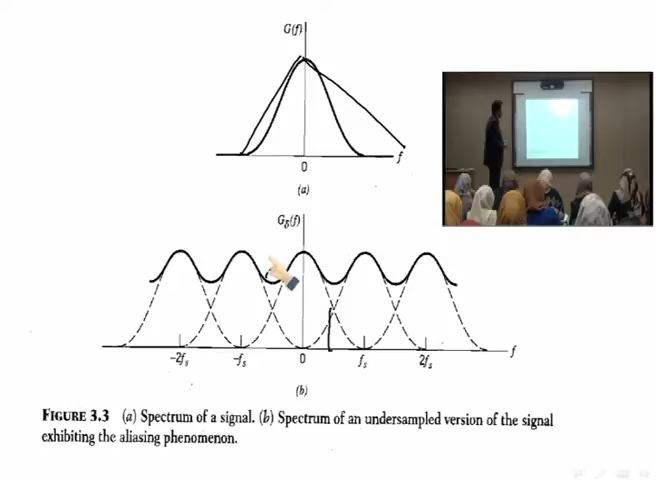 G(f)
f
0
(a)
Gδ(f)
-2fs
-fs
0
fs
2fs
f
(b)
FIGURE 3.3 (a) Spectrum of a signal. (b) Spectrum of an undersampled version of the signal
exhibiting the aliasing phenomenon.